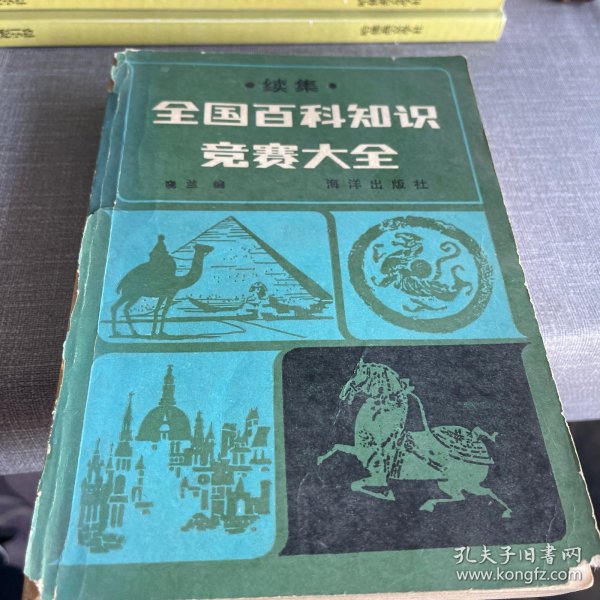 ·续集·
全国百科知识
竞赛大全
晓兰 编 海洋出版社
孔夫子旧书网
www.kongfz.com